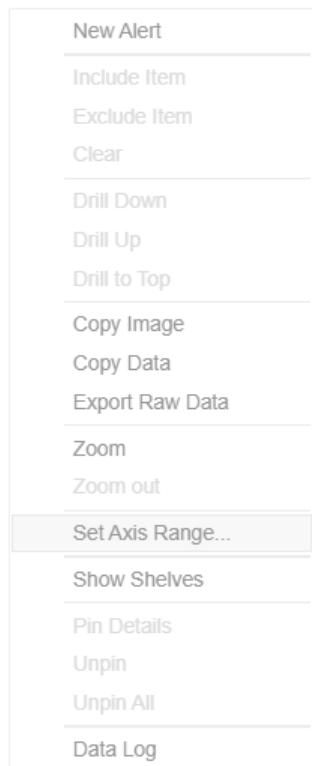 New Alert
Include Item
Exclude Item
Clear
Drill Down
Drill Up
Drill to Top
Copy Image
Copy Data
Export Raw Data
Zoom
Zoom out
Set Axis Range...
Show Shelves
Pin Details
Unpin
Unpin All
Data Log